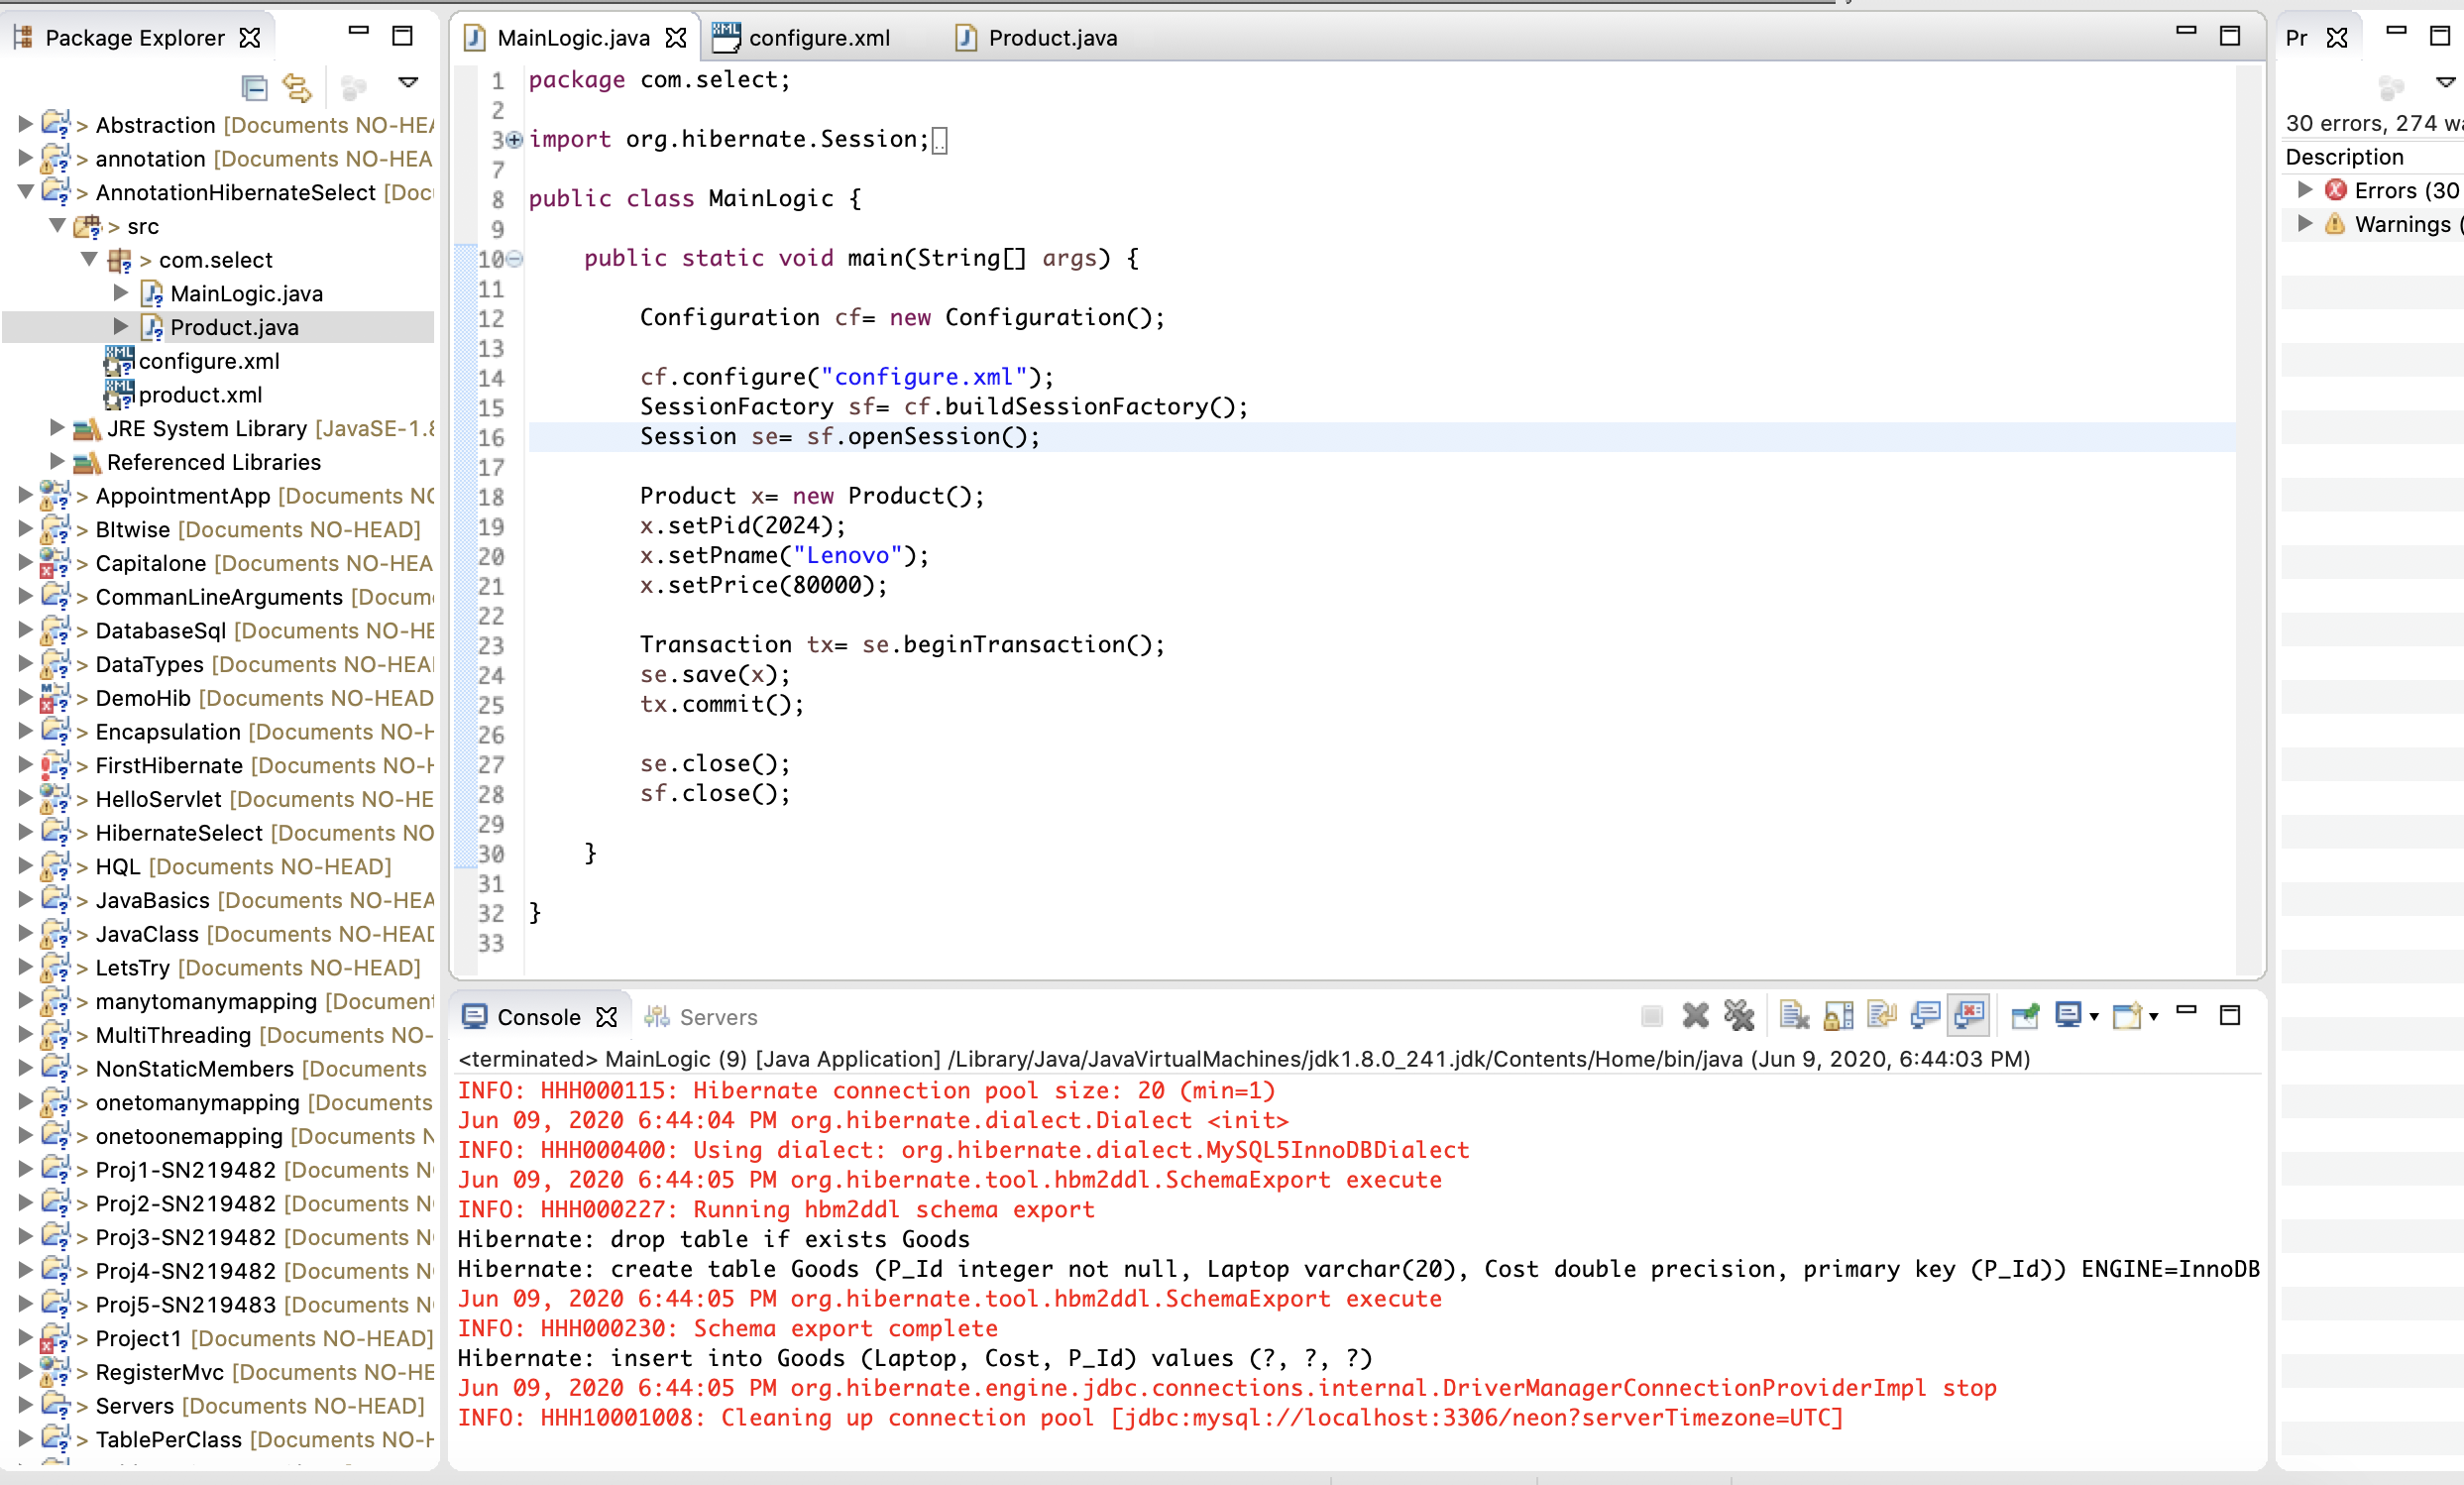 Package Explorer
> Abstraction [Documents NO-HEA
> annotation [Documents NO-HEA
> AnnotationHibernateSelect [Doc
> src
> com.select
MainLogic.java
Product.java
configure.xml
product.xml
JRE System Library [JavaSE-1.8
Referenced Libraries
> AppointmentApp [Documents NO
> BItwise [Documents NO-HEAD]
> Capitalone [Documents NO-HEA
> CommanLineArguments [Docum
> DatabaseSql [Documents NO-HE
> DataTypes [Documents NO-HEA
> DemoHib [Documents NO-HEAD
> Encapsulation [Documents NO-H
> FirstHibernate [Documents NO-H
> HelloServlet [Documents NO-HE
> HibernateSelect [Documents NO
> HQL [Documents NO-HEAD]
> JavaBasics [Documents NO-HEA
> JavaClass [Documents NO-HEAD
> LetsTry [Documents NO-HEAD]
> manytomanymapping [Document
> MultiThreading [Documents NO-
> NonStaticMembers [Documents
> onetomanymapping [Documents
> onetoonemapping [Documents N
> Proj1-SN219482 [Documents N
> Proj2-SN219482 [Documents N
> Proj3-SN219482 [Documents N
> Proj4-SN219482 [Documents N
> Proj5-SN219483 [Documents N
> Project1 [Documents NO-HEAD]
> RegisterMvc [Documents NO-HE
> Servers [Documents NO-HEAD]
> TablePerClass [Documents NO-H
MainLogic.java configure.xml Product.java
1 package com.select;
2
3 import org.hibernate.Session;
7
8 public class MainLogic {
9
10 public static void main(String[] args) {
11
12 Configuration cf= new Configuration();
13
14 cf.configure("configure.xml");
15 SessionFactory sf= cf.buildSessionFactory();
16 Session se= sf.openSession();
17
18 Product x= new Product();
19 x.setPid(2024);
20 x.setPname("Lenovo");
21 x.setPrice(80000);
22
23 Transaction tx= se.beginTransaction();
24 se.save(x);
25 tx.commit();
26
27 se.close();
28 sf.close();
29
30 }
31
32 }
33
Console Servers
<terminated> MainLogic (9) [Java Application] /Library/Java/JavaVirtualMachines/jdk1.8.0_241.jdk/Contents/Home/bin/java (Jun 9, 2020, 6:44:03 PM)
INFO: HHH000115: Hibernate connection pool size: 20 (min=1)
Jun 09, 2020 6:44:04 PM org.hibernate.dialect.Dialect <init>
INFO: HHH000400: Using dialect: org.hibernate.dialect.MySQL5InnoDBDialect
Jun 09, 2020 6:44:05 PM org.hibernate.tool.hbm2ddl.SchemaExport execute
INFO: HHH000227: Running hbm2ddl schema export
Hibernate: drop table if exists Goods
Hibernate: create table Goods (P_Id integer not null, Laptop varchar(20), Cost double precision, primary key (P_Id)) ENGINE=InnoDB
Jun 09, 2020 6:44:05 PM org.hibernate.tool.hbm2ddl.SchemaExport execute
INFO: HHH000230: Schema export complete
Hibernate: insert into Goods (Laptop, Cost, P_Id) values (?, ?, ?)
Jun 09, 2020 6:44:05 PM org.hibernate.engine.jdbc.connections.internal.DriverManagerConnectionProviderImpl stop
INFO: HHH10001008: Cleaning up connection pool [jdbc:mysql://localhost:3306/neon?serverTimezone=UTC]
Pr
30 errors, 274 wa
Description
Errors (30
Warnings (